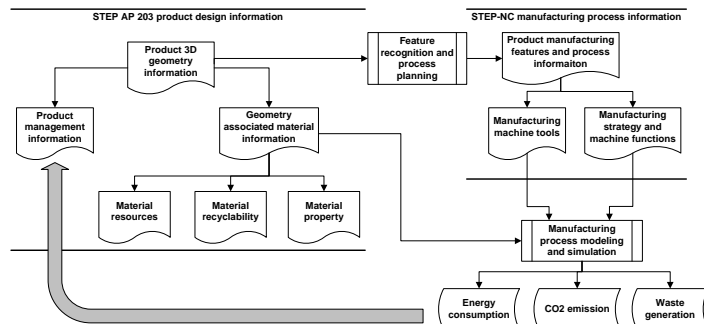 STEP AP 203 product design information
STEP-NC manufacturing process information
Product 3D
geometry
information
Feature
recognition and
process
planning
Product manufacturing
features and process
informaiton
Product
management
information
Geometry
associated material
information
Manufacturing
machine tools
Manufacturing
strategy and
machine functions
Material
resources
Material
recyclability
Material
property
Manufacturing
process modeling
and simulation
Energy
consumption
CO2 emission
Waste
generation